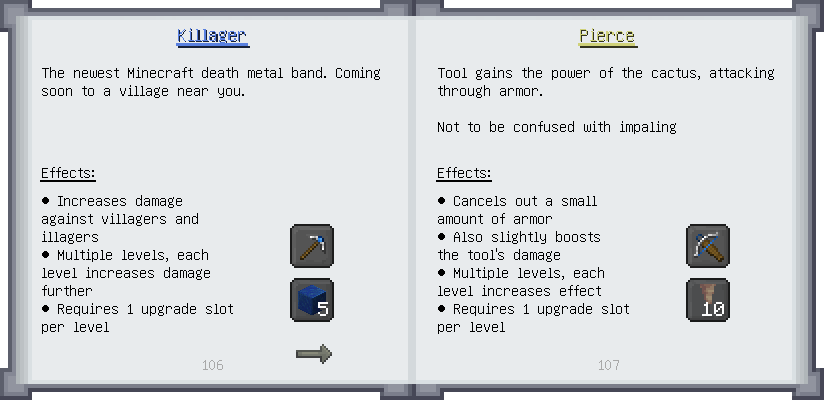 Killager
The newest Minecraft death metal band. Coming
soon to a village near you.
Effects:
● Increases damage
against villagers and
illagers
● Multiple levels, each
level increases damage
further
● Requires 1 upgrade slot
per level
5
106
Pierce
Tool gains the power of the cactus, attacking
through armor.
Not to be confused with impaling
Effects:
● Cancels out a small
amount of armor
● Also slightly boosts
the tool's damage
● Multiple levels, each
level increases effect
● Requires 1 upgrade slot
per level
10
107